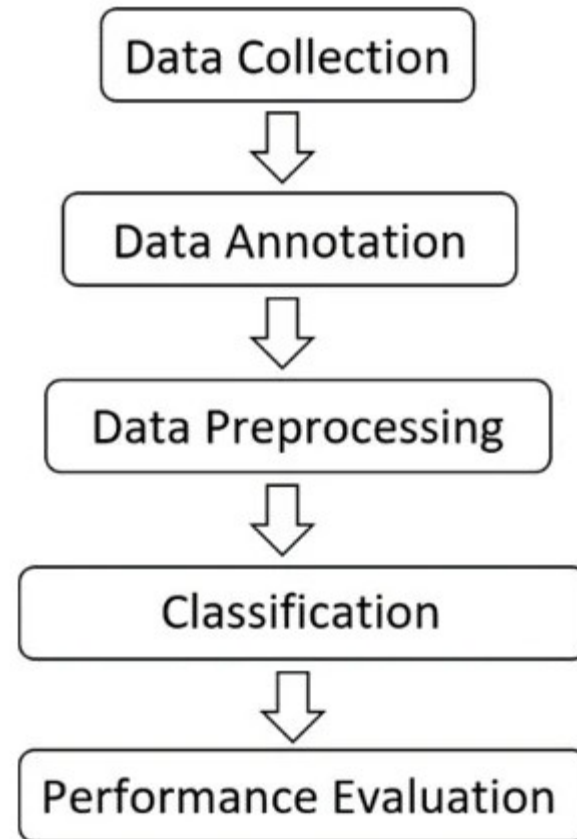 Data Collection
Data Annotation
Data Preprocessing
Classification
Performance Evaluation